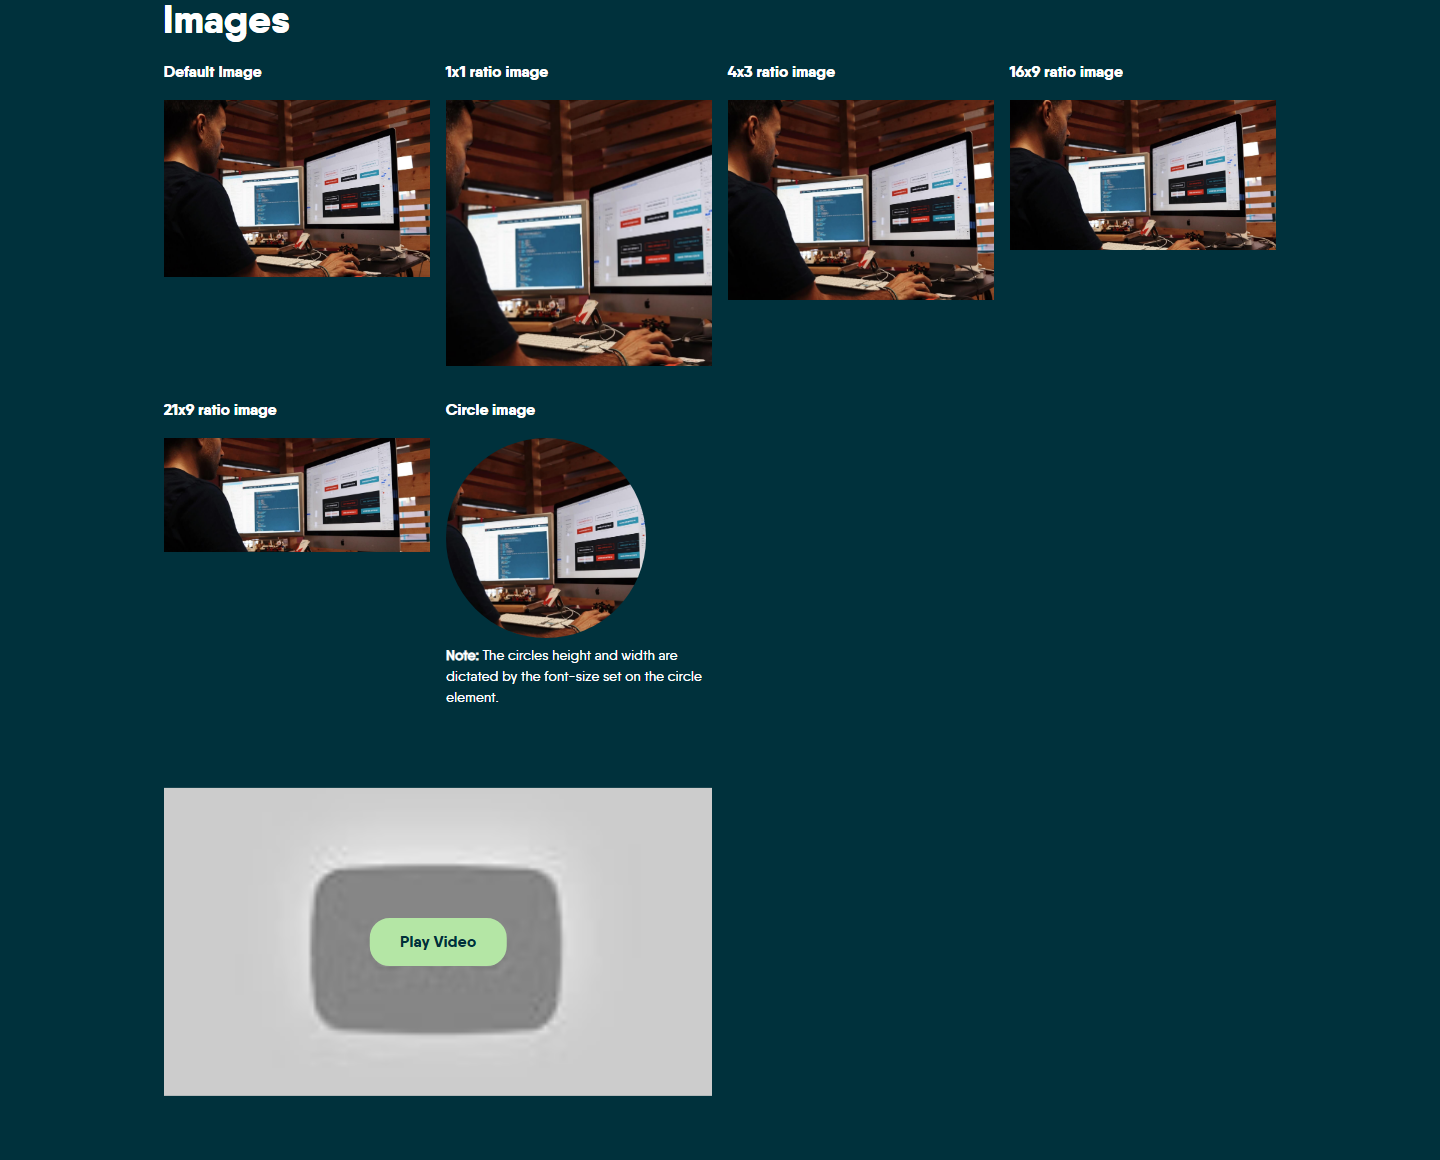 Images
Default Image
1x1 ratio image
4x3 ratio image
16x9 ratio image
21x9 ratio image
Circle image
Note: The circles height and width are
dictated by the font-size set on the circle
element.
Play Video